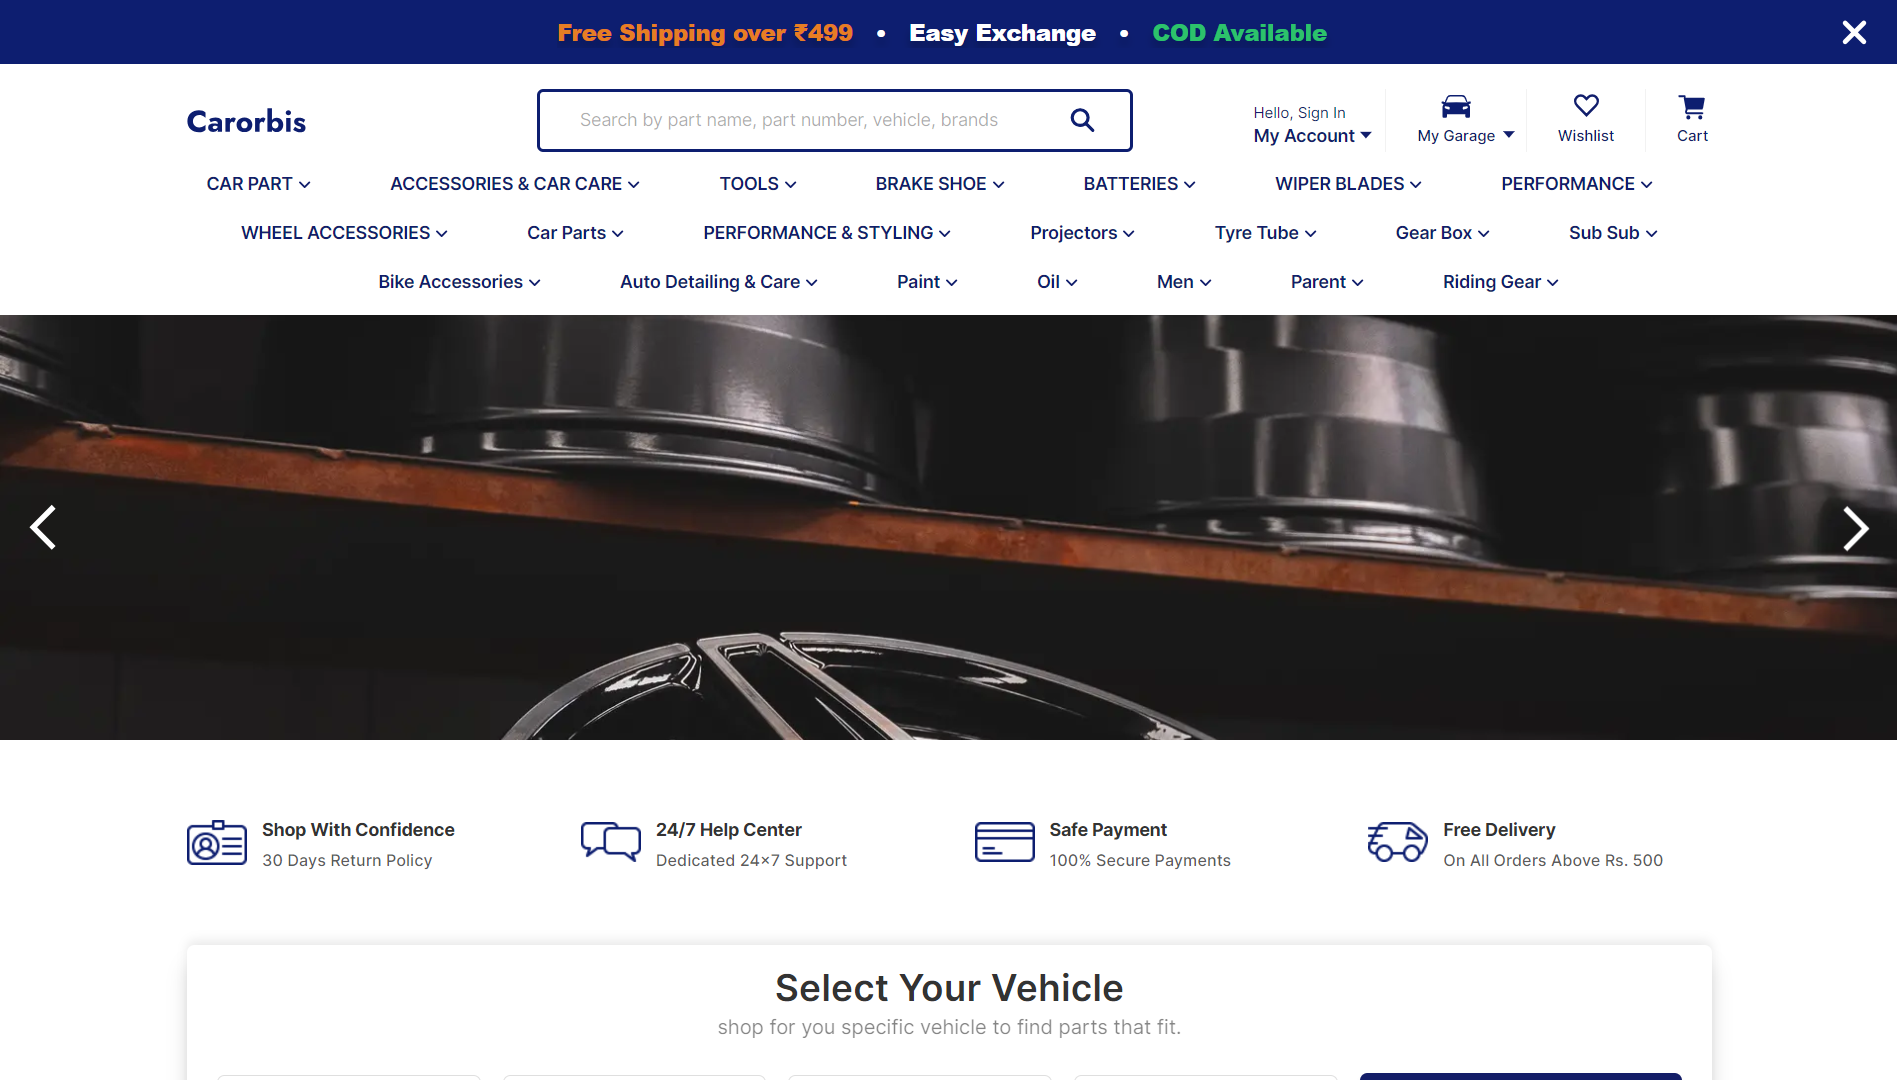 Free Shipping over ₹499 • Easy Exchange • COD Available
Carorbis
Search by part name, part number, vehicle, brands
Hello, Sign In
My Account
My Garage
Wishlist
Cart
CAR PART
ACCESSORIES & CAR CARE
TOOLS
BRAKE SHOE
BATTERIES
WIPER BLADES
PERFORMANCE
WHEEL ACCESSORIES
Car Parts
PERFORMANCE & STYLING
Projectors
Tyre Tube
Gear Box
Sub Sub
Bike Accessories
Auto Detailing & Care
Paint
Oil
Men
Parent
Riding Gear
Shop With Confidence
30 Days Return Policy
24/7 Help Center
Dedicated 24×7 Support
Safe Payment
100% Secure Payments
Free Delivery
On All Orders Above Rs. 500
Select Your Vehicle
shop for you specific vehicle to find parts that fit.